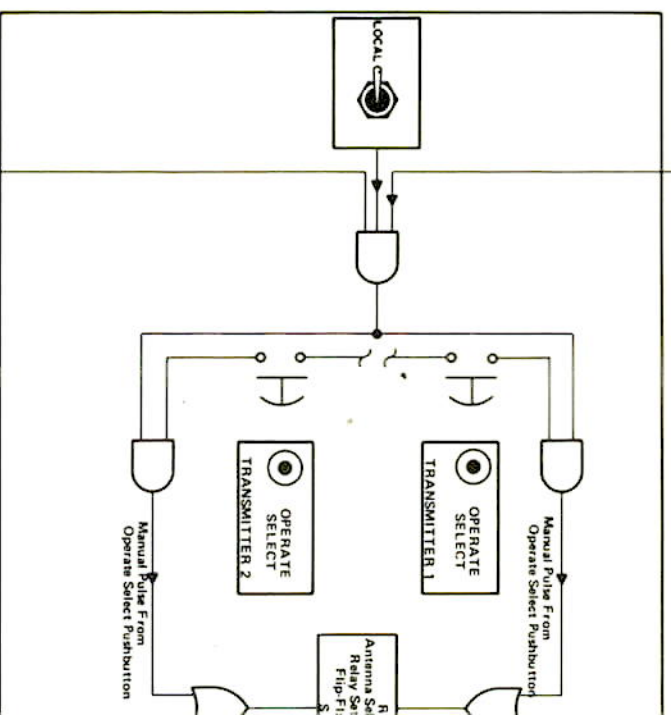 LOCAL
OPERATE
SELECT
TRANSMITTER 2
OPERATE
SELECT
TRANSMITTER 1
Manual Pulse From
Operate Select Pushbutton
Manual Pulse From
Operate Select Pushbutton
R
Antenna Sel
Relay Set
Flip-Fl
S